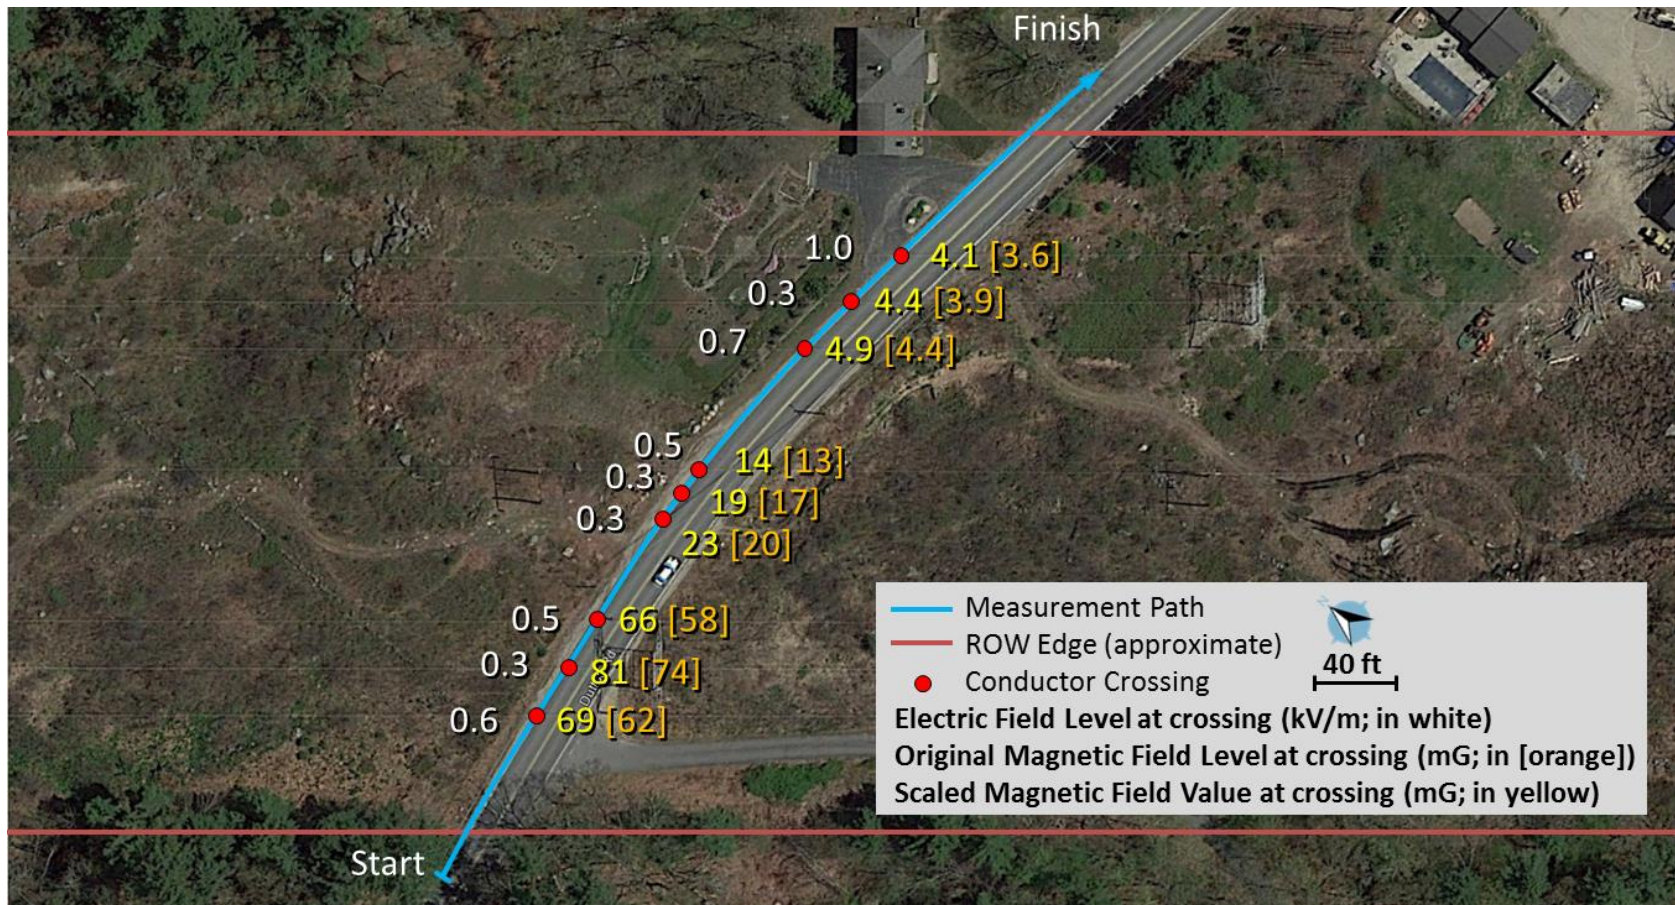 Finish
1.0 4.1 [3.6]
0.3 4.4 [3.9]
0.7 4.9 [4.4]
0.5 14 [13]
0.3 19 [17]
0.3 23 [20]
0.5 66 [58]
0.3 81 [74]
0.6 69 [62]
Start
Measurement Path
ROW Edge (approximate)
40 ft
Conductor Crossing
Electric Field Level at crossing (kV/m; in white)
Original Magnetic Field Level at crossing (mG; in [orange])
Scaled Magnetic Field Value at crossing (mG; in yellow)